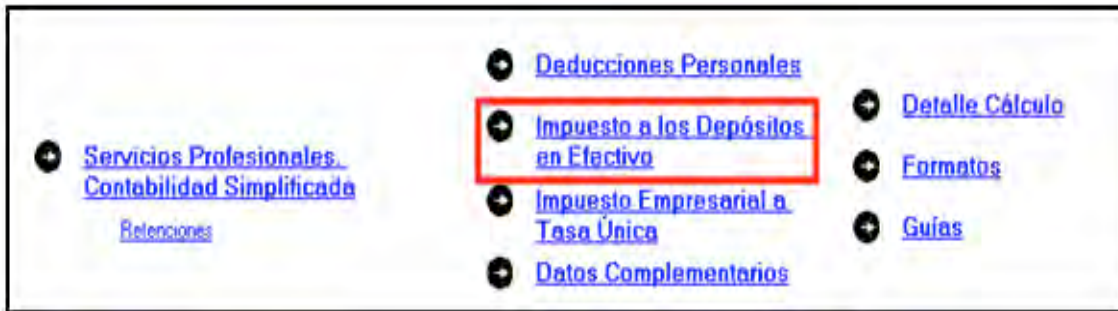 Servicios Profesionales.
Contabilidad Simplificada
Retenciones
Deducciones Personales
Impuesto a los Depósitos
en Efectivo
Impuesto Empresarial a
Tasa Única
Datos Complementarios
Detalle Cálculo
Formatos
Guías